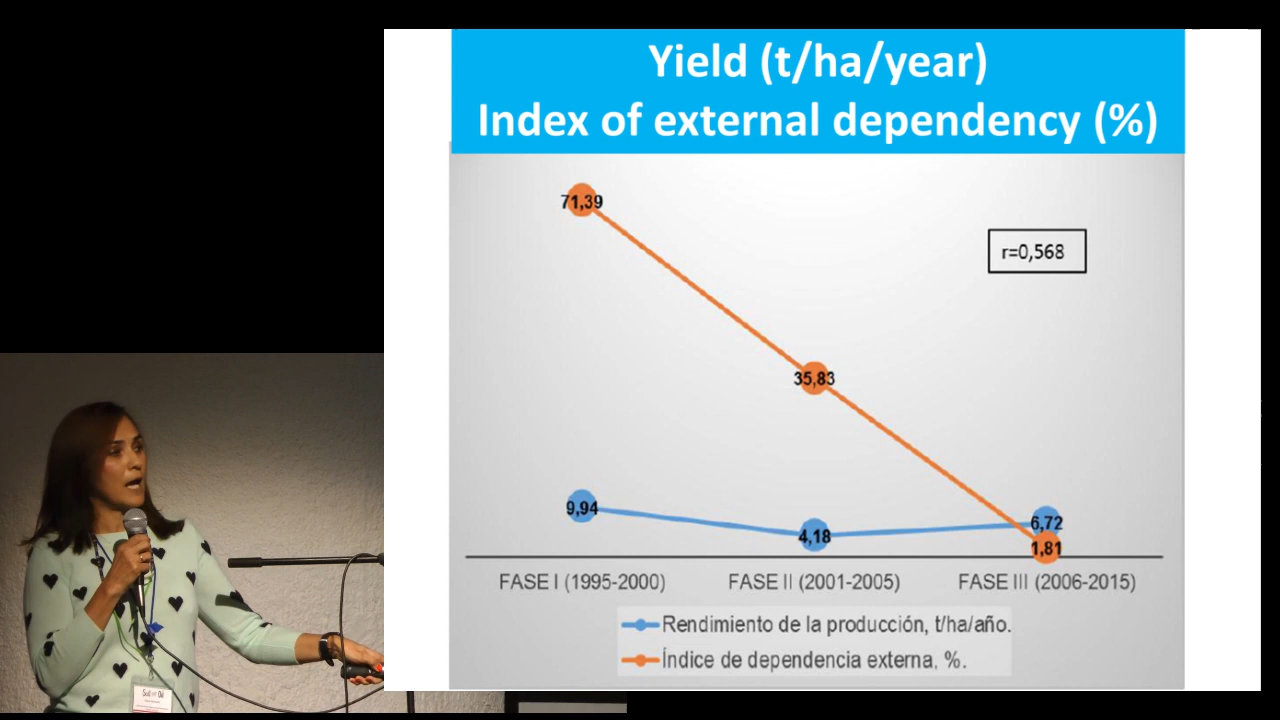 Yield (t/ha/year)
Index of external dependency (%)
71,39
r=0,568
35,83
9,94
4,18
6,72
1,81
FASE I (1995-2000)
FASE II (2001-2005)
FASE III (2006-2015)
Rendimiento de la producción, t/ha/año.
Índice de dependencia externa, %.